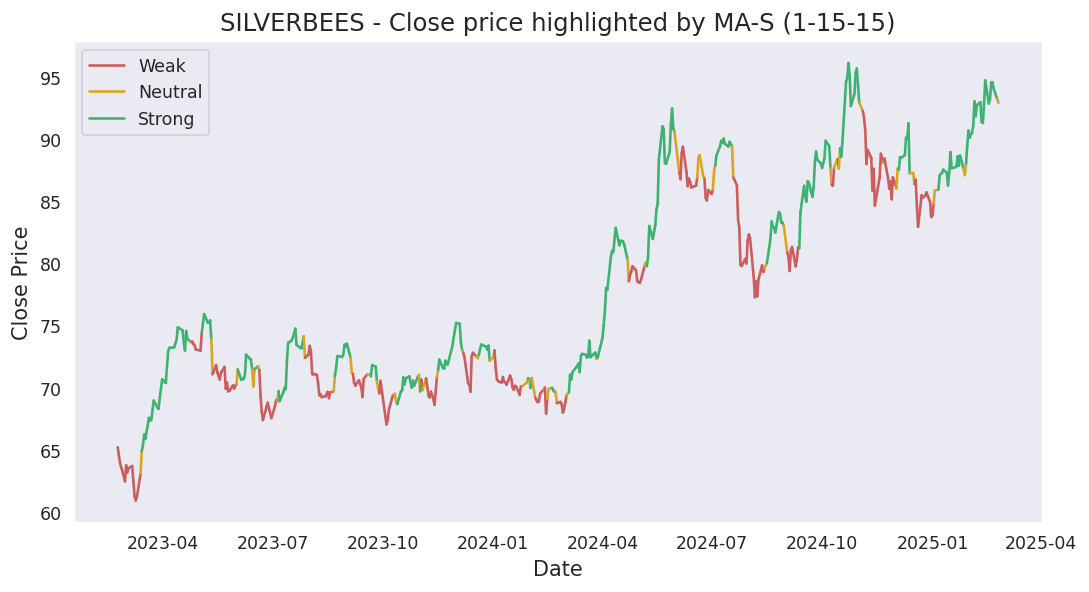 SILVERBEES - Close price highlighted by MA-S (1-15-15)
Weak
Neutral
Strong
Close Price
95
90
85
80
75
70
65
60
2023-04 2023-07 2023-10 2024-01 2024-04 2024-07 2024-10 2025-01 2025-04
Date